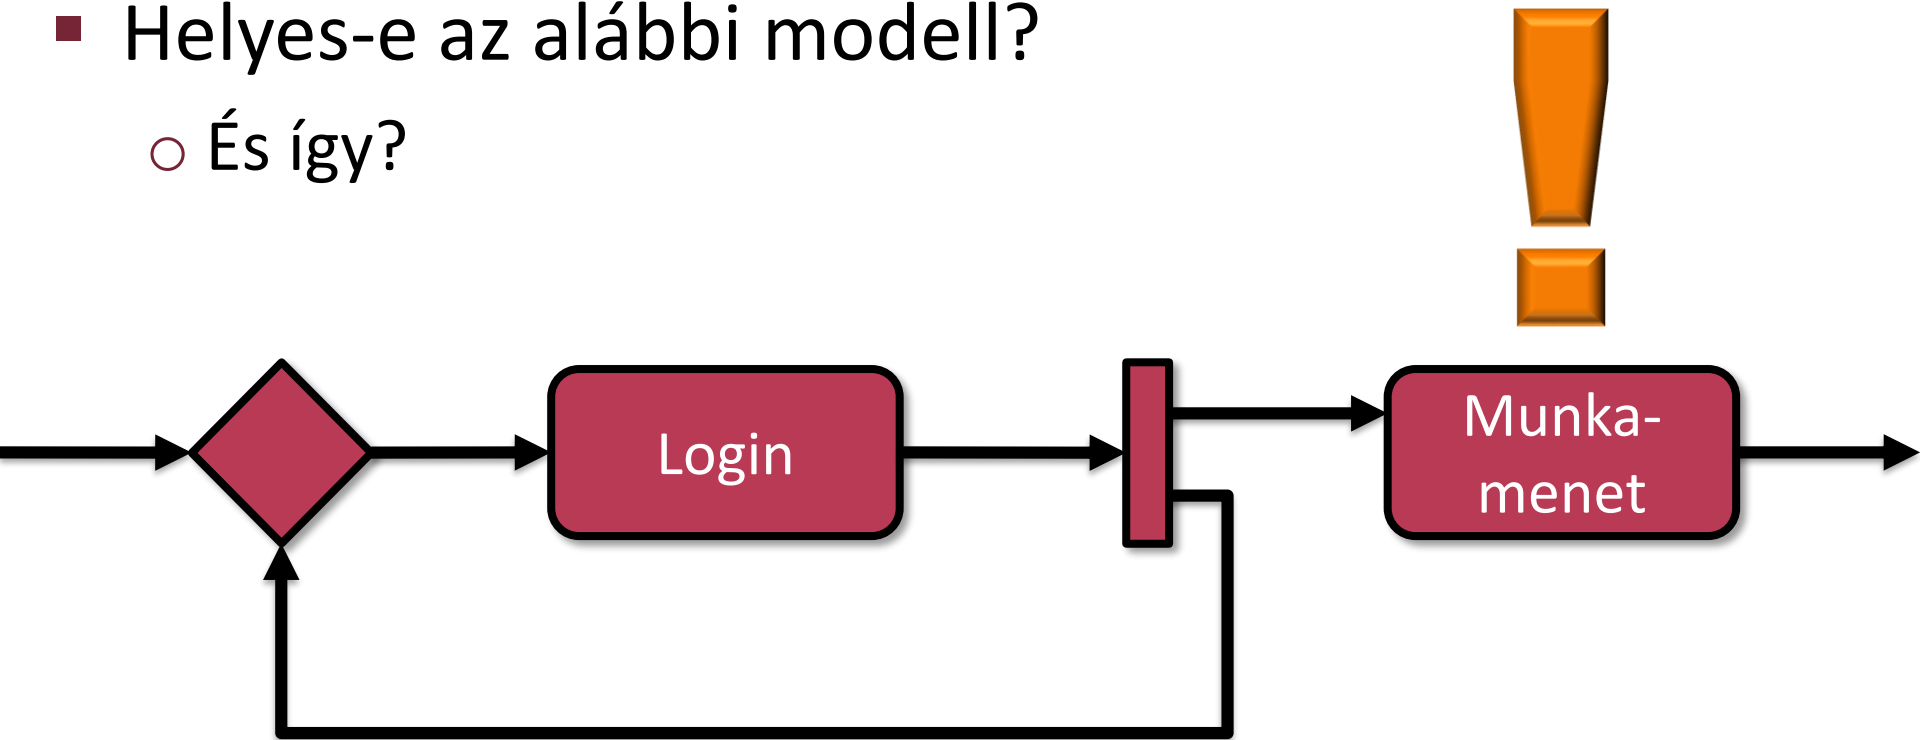 Helyes-e az alábbi modell?
És így?
Login
Munka-
menet